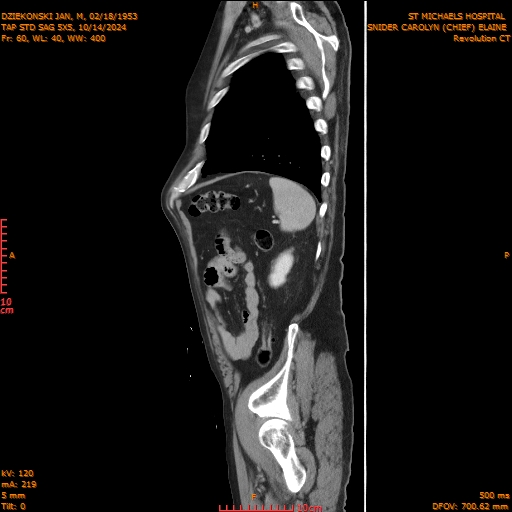 DZIEKONSKI JAN, M, 02/18/1953
TAP STD SAG 5X5, 10/14/2024
Fr: 60, WL: 40, WW: 400
H
ST MICHAELS HOSPITAL
SNIDER CAROLYN (CHIEF) ELAINE
Revolution CT
A
P
10
cm
kV: 120
mA: 219
5 mm
Tilt: 0
F
10cm
500 ms
DFOV: 700.62 mm